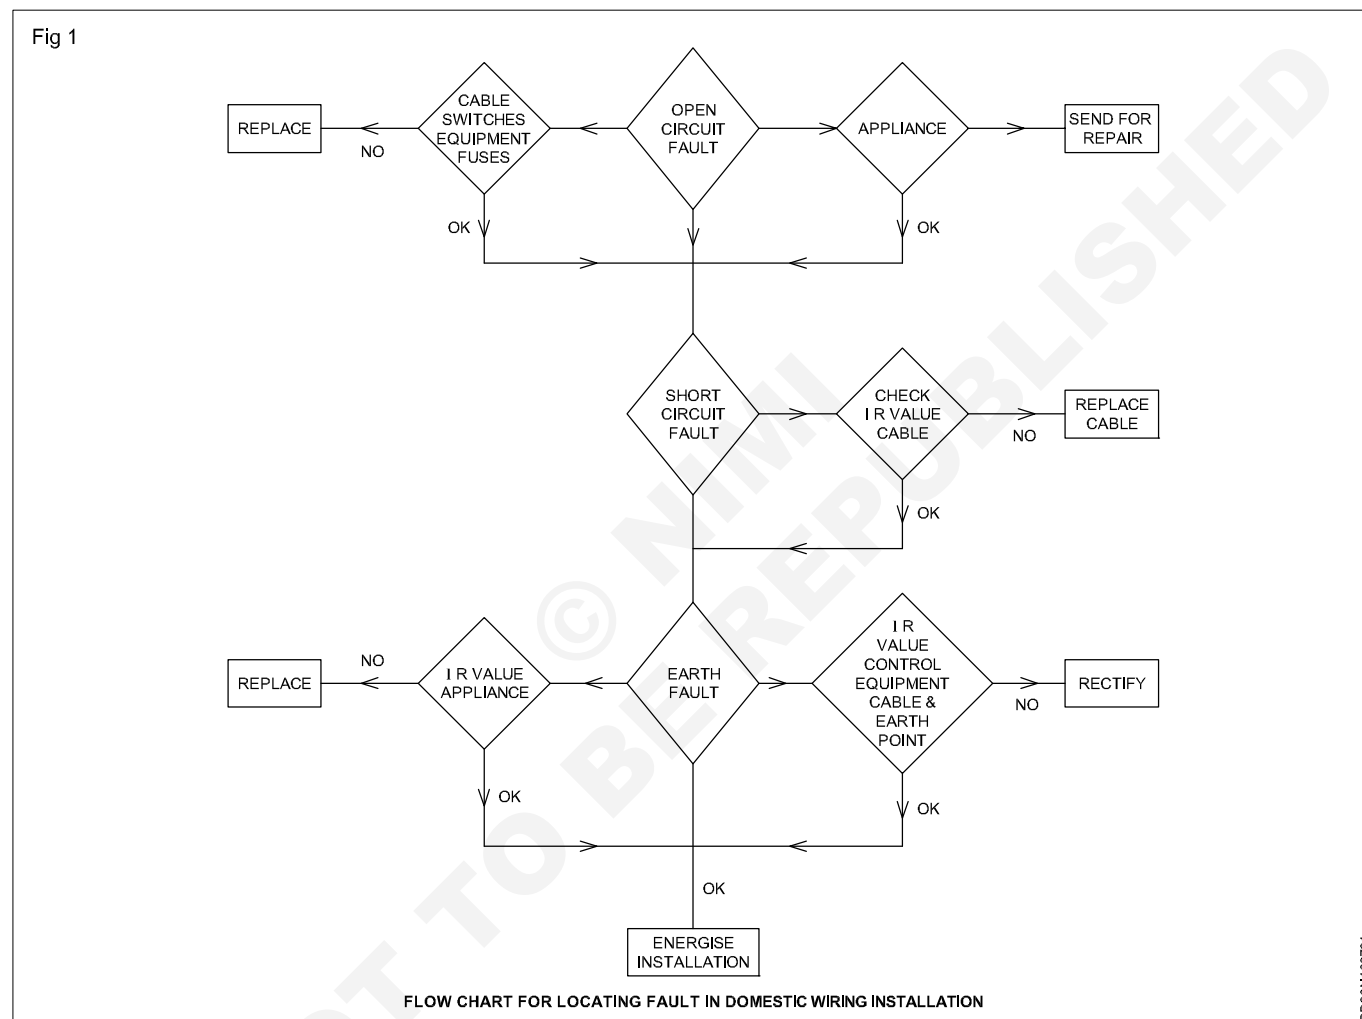 Fig 1
CABLE
SWITCHES
EQUIPMENT
FUSES
OPEN
CIRCUIT
FAULT
APPLIANCE
REPLACE
SEND FOR
REPAIR
NO
OK
OK
SHORT
CIRCUIT
FAULT
CHECK
I R VALUE
CABLE
REPLACE
CABLE
NO
OK
I R VALUE
APPLIANCE
EARTH
FAULT
I R
VALUE
CONTROL
EQUIPMENT
CABLE &
EARTH
POINT
REPLACE
NO
RECTIFY
NO
OK
OK
OK
ENERGISE
INSTALLATION
FLOW CHART FOR LOCATING FAULT IN DOMESTIC WIRING INSTALLATION
© NIMI
TO BE REPUBLISHED